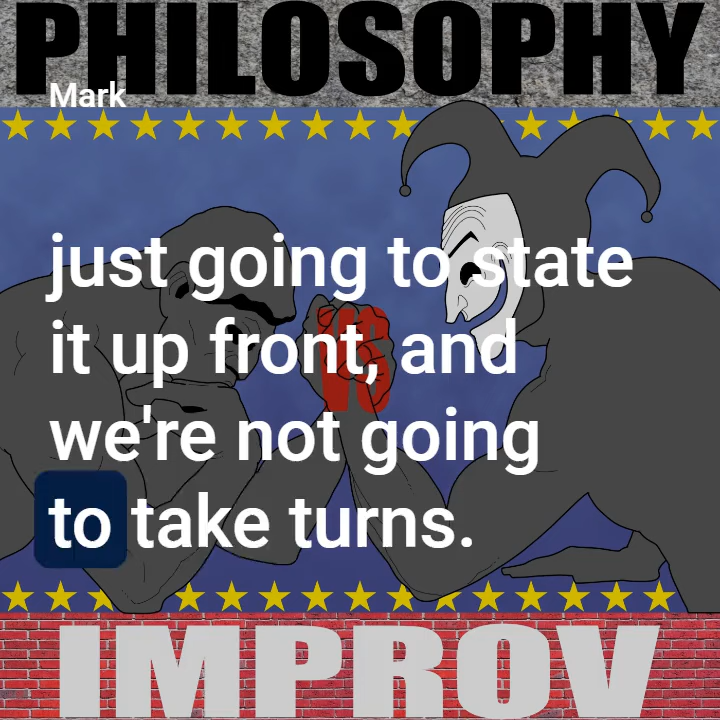 PHILOSOPHY
Mark
just going to state
it up front, and
we're not going
to take turns.
VS
IMPROV